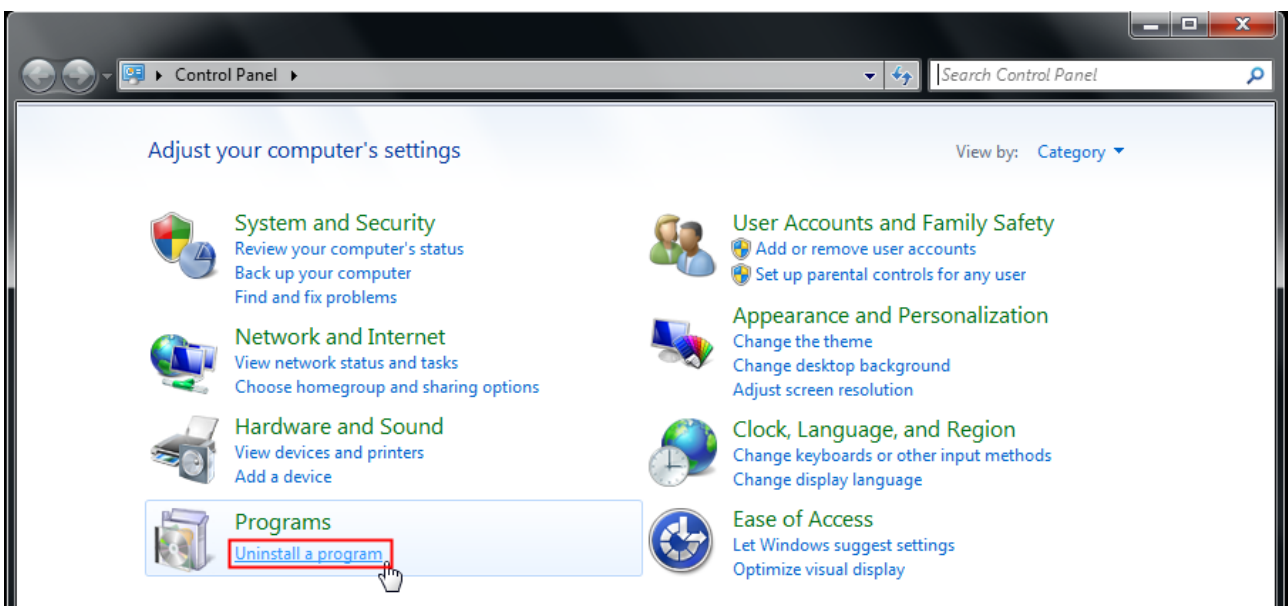 Control Panel
Search Control Panel
Adjust your computer's settings
View by: Category
System and Security
Review your computer's status
Back up your computer
Find and fix problems
Network and Internet
View network status and tasks
Choose homegroup and sharing options
Hardware and Sound
View devices and printers
Add a device
Programs
Uninstall a program
User Accounts and Family Safety
Add or remove user accounts
Set up parental controls for any user
Appearance and Personalization
Change the theme
Change desktop background
Adjust screen resolution
Clock, Language, and Region
Change keyboards or other input methods
Change display language
Ease of Access
Let Windows suggest settings
Optimize visual display